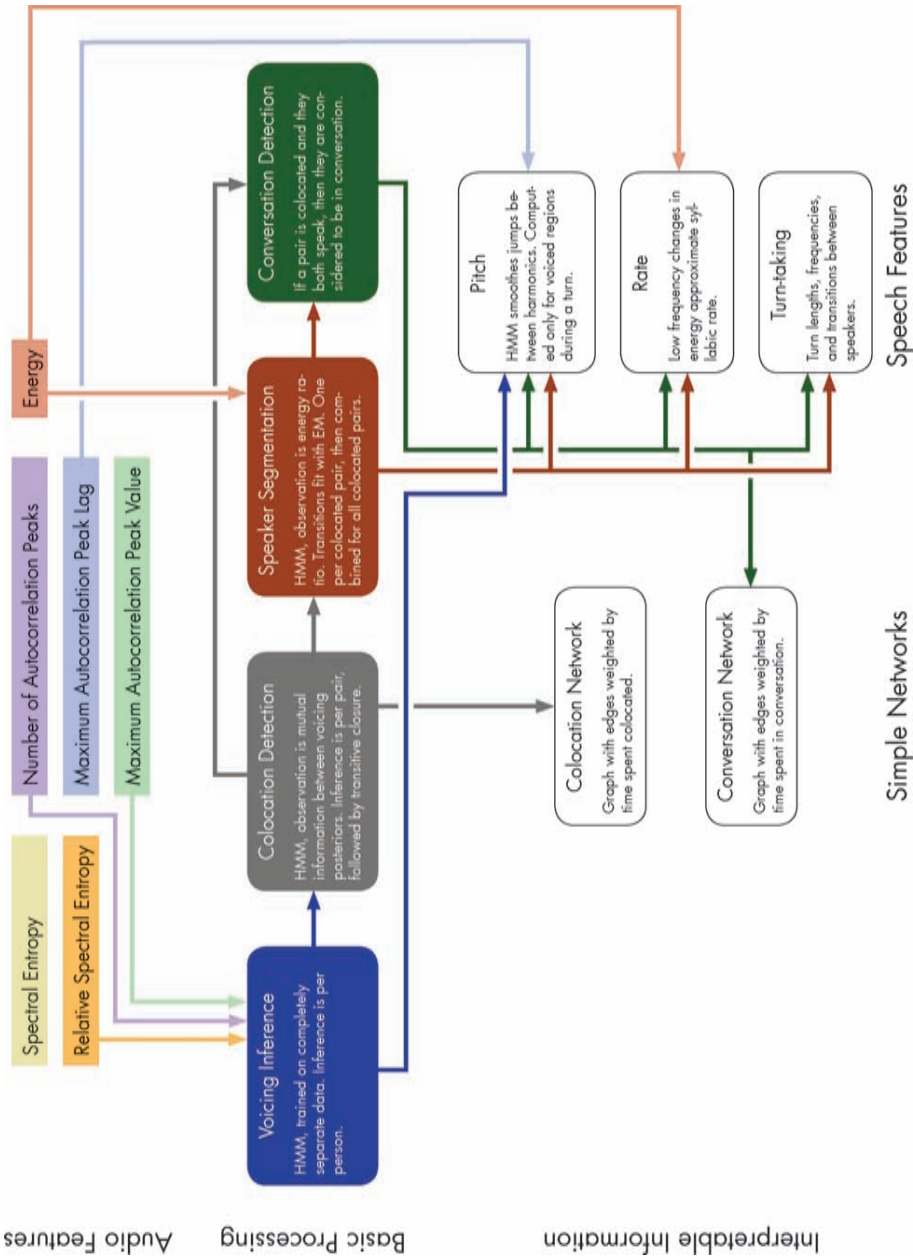 Audio Features
Spectral Entropy
Relative Spectral Entropy
Number of Autocorrelation Peaks
Maximum Autocorrelation Peak Lag
Maximum Autocorrelation Peak Value
Energy
Basic Processing
Voicing Inference
HMM, trained on completely
separate data. Inference is per
person.
Colocation Detection
HMM, observation is mutual
information between voicing
posteriors. Inference is per pair,
followed by transitive closure.
Speaker Segmentation
HMM, observation is energy ra-
tio. Transitions fit with EM. One
per colocated pair, then com-
bined for all colocated pairs.
Conversation Detection
If a pair is colocated and they
both speak, then they are con-
sidered to be in conversation.
Interpretable Information
Colocation Network
Graph with edges weighted by
time spent colocated.
Conversation Network
Graph with edges weighted by
time spent in conversation.
Pitch
HMM smoothes jumps be-
tween harmonics. Comput-
ed only for voiced regions
during a turn.
Rate
Low frequency changes in
energy approximate syl-
labic rate.
Turn-taking
Turn lengths, frequencies,
and transitions between
speakers.
Simple Networks
Speech Features